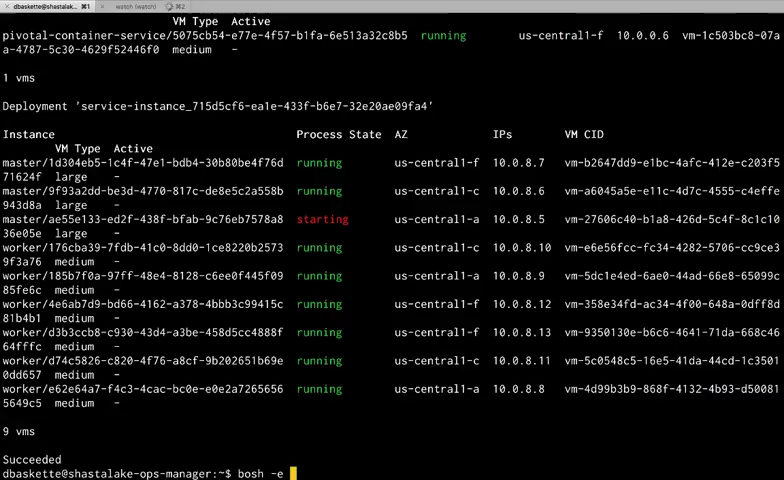 dbaskette@shastalake... ⌘1
watch (watch) ⌘2
VM Type Active
pivotal-container-service/5075cb54-e77e-4f57-b1fa-6e513a32c8b5 running us-central1-f 10.0.0.6 vm-1c503bc8-07a
a-4787-5c30-4629f52446f0 medium -
1 vms
Deployment 'service-instance_715d5cf6-ea1e-433f-b6e7-32e20ae09fa4'
Instance Process State AZ IPs VM CID
VM Type Active
master/1d304eb5-1c4f-47e1-bdb4-30b80be4f76d running us-central1-f 10.0.8.7 vm-b2647dd9-e1bc-4afc-412e-c203f5
71624f large -
master/9f93a2dd-be3d-4770-817c-de8e5c2a558b running us-central1-c 10.0.8.6 vm-a6045a5e-e11c-4d7c-4555-c4effe
943d8a large -
master/ae55e133-ed2f-438f-bfab-9c76eb7578a8 starting us-central1-a 10.0.8.5 vm-27606c40-b1a8-426d-5c4f-8c1c10
36e05e large -
worker/176cba39-7fdb-41c0-8dd0-1ce8220b2573 running us-central1-c 10.0.8.10 vm-e6e56fcc-fc34-4282-5706-cc9ce3
9f3a76 medium -
worker/185b7f0a-97ff-48e4-8128-c6ee0f445f09 running us-central1-a 10.0.8.9 vm-5dc1e4ed-6ae0-44ad-66e8-65099c
85fe6c medium -
worker/4e6ab7d9-bd66-4162-a378-4bbb3c99415c running us-central1-f 10.0.8.12 vm-358e34fd-ac34-4f00-648a-0dff8d
81b4b1 medium -
worker/d3b3ccb8-c930-43d4-a3be-458d5cc4888f running us-central1-f 10.0.8.13 vm-9350130e-b6c6-4641-71da-668c46
64fffc medium -
worker/d74c5826-c820-4f76-a8cf-9b202651b69e running us-central1-c 10.0.8.11 vm-5c0548c5-16e5-41da-44cd-1c3501
0dd657 medium -
worker/e62e64a7-f4c3-4cac-bc0e-e0e2a7265656 running us-central1-a 10.0.8.8 vm-4d99b3b9-868f-4132-4b93-d50081
5649c5 medium -
9 vms
Succeeded
dbaskette@shastalake-ops-manager:~$ bosh -e